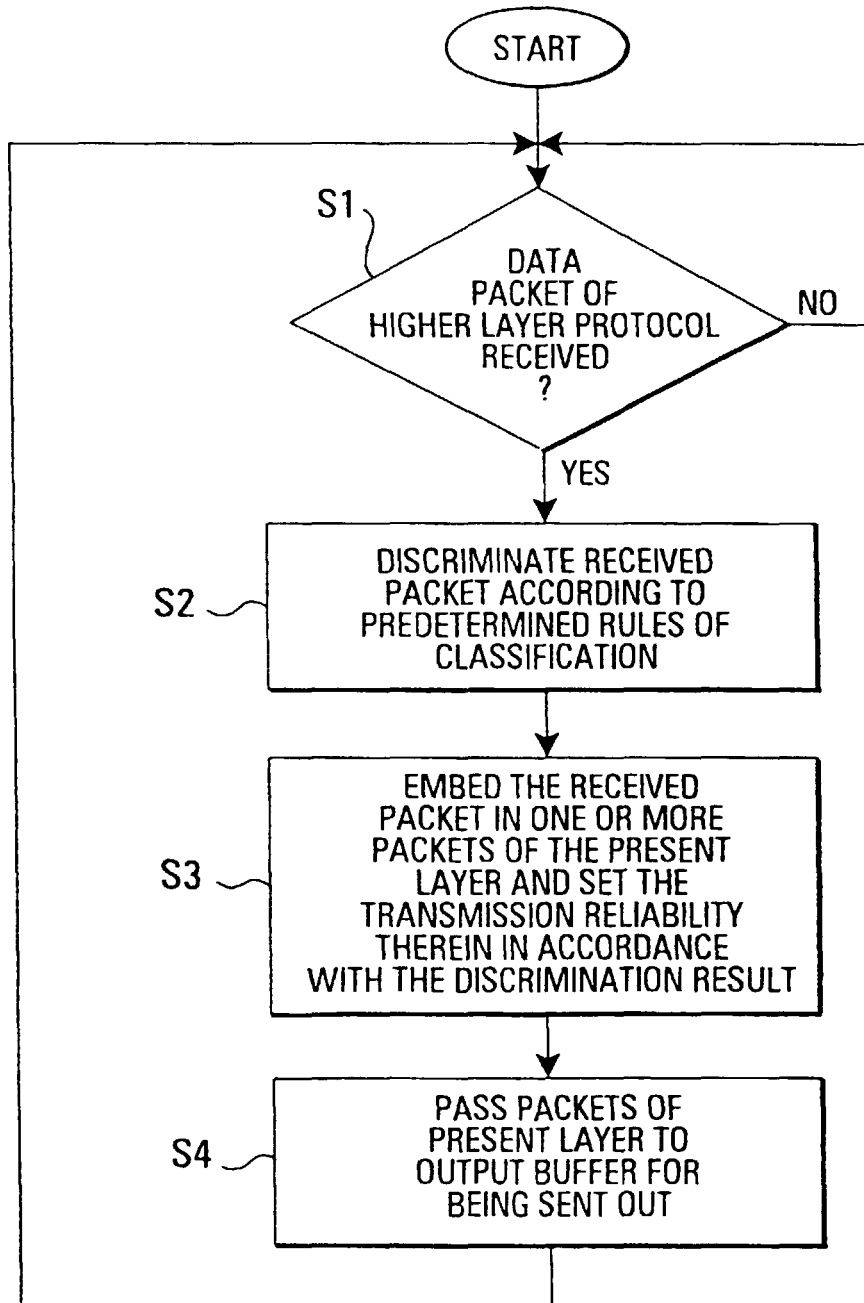 START
S1
DATA
PACKET OF
HIGHER LAYER PROTOCOL
RECEIVED
?
NO
YES
S2
DISCRIMINATE RECEIVED
PACKET ACCORDING TO
PREDETERMINED RULES OF
CLASSIFICATION
S3
EMBED THE RECEIVED
PACKET IN ONE OR MORE
PACKETS OF THE PRESENT
LAYER AND SET THE
TRANSMISSION RELIABILITY
THEREIN IN ACCORDANCE
WITH THE DISCRIMINATION RESULT
S4
PASS PACKETS OF
PRESENT LAYER TO
OUTPUT BUFFER FOR
BEING SENT OUT